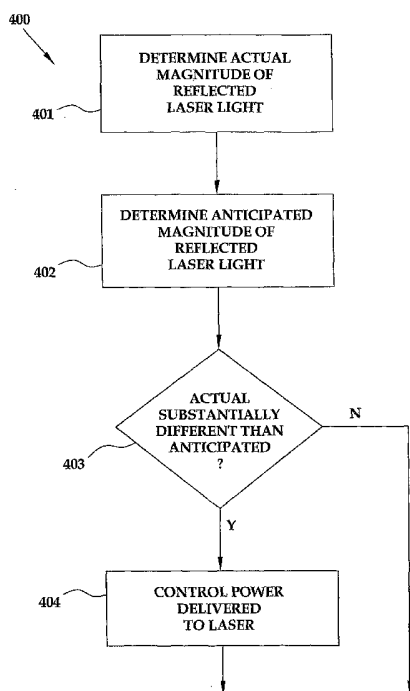 400
DETERMINE ACTUAL
MAGNITUDE OF
REFLECTED
LASER LIGHT
401
DETERMINE ANTICIPATED
MAGNITUDE OF
REFLECTED
LASER LIGHT
402
ACTUAL
SUBSTANTIALLY
DIFFERENT THAN
ANTICIPATED
?
N
403
Y
404
CONTROL POWER
DELIVERED
TO LASER